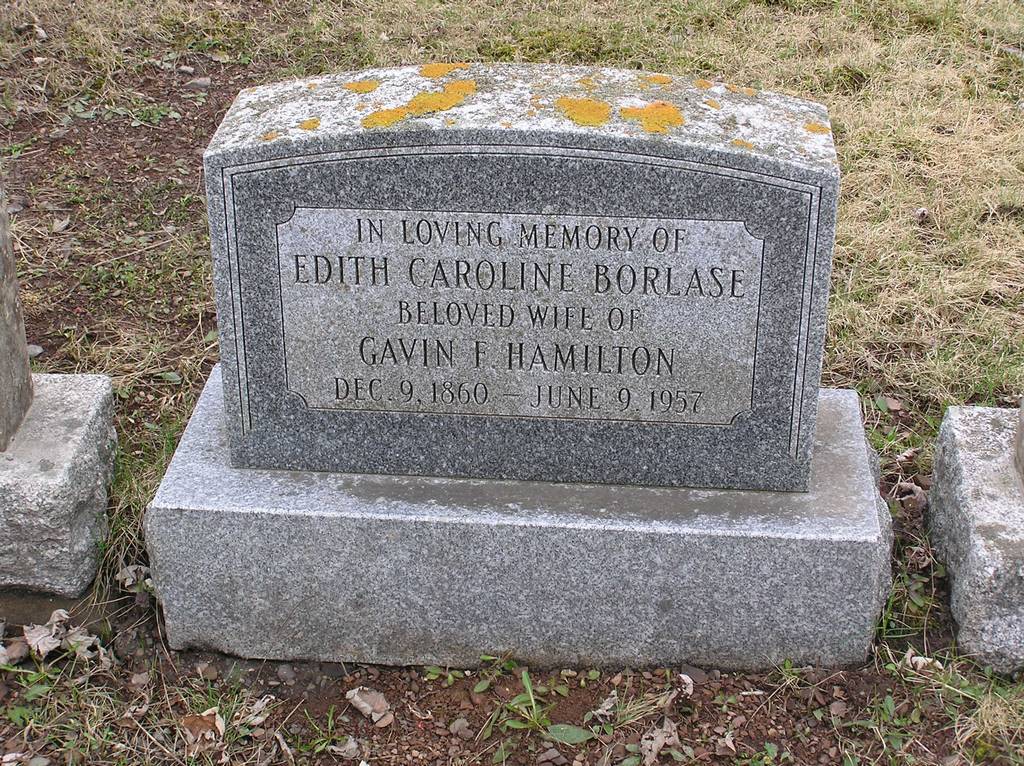 IN LOVING MEMORY OF
EDITH CAROLINE BORLASE
BELOVED WIFE OF
GAVIN F. HAMILTON
DEC. 9, 1860 – JUNE 9, 1957